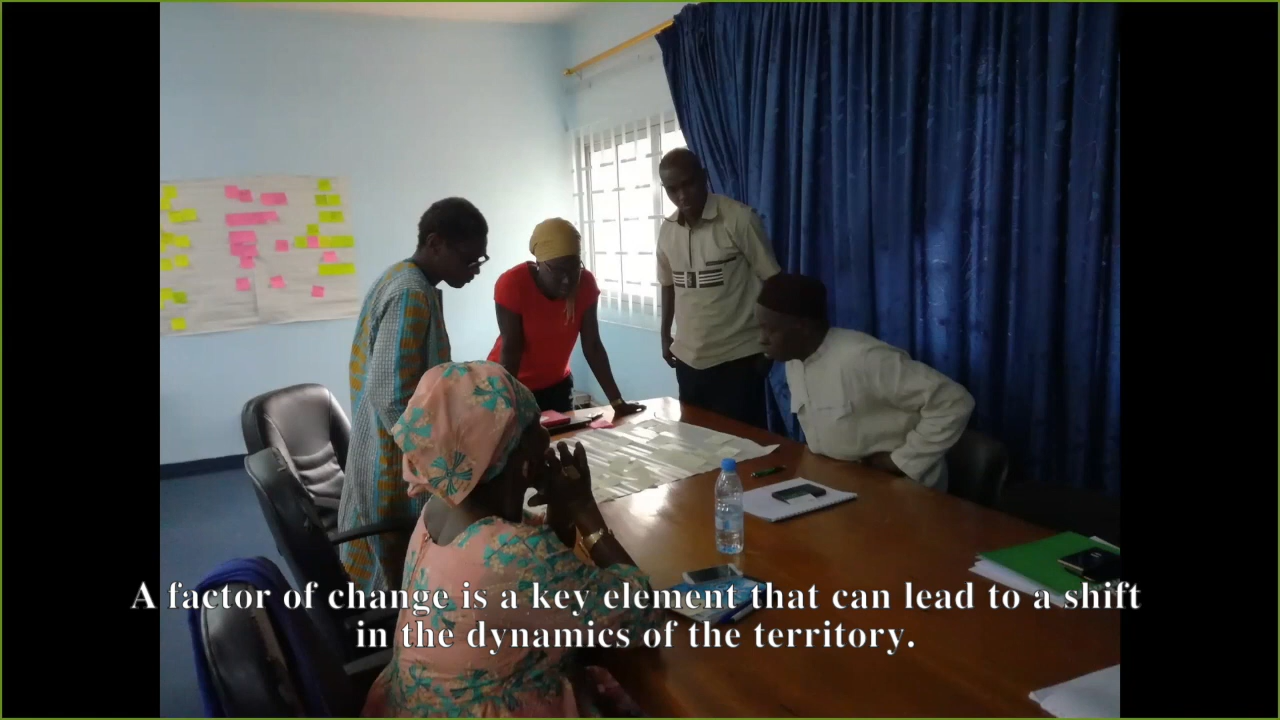 A factor of change is a key element that can lead to a shift
in the dynamics of the territory.